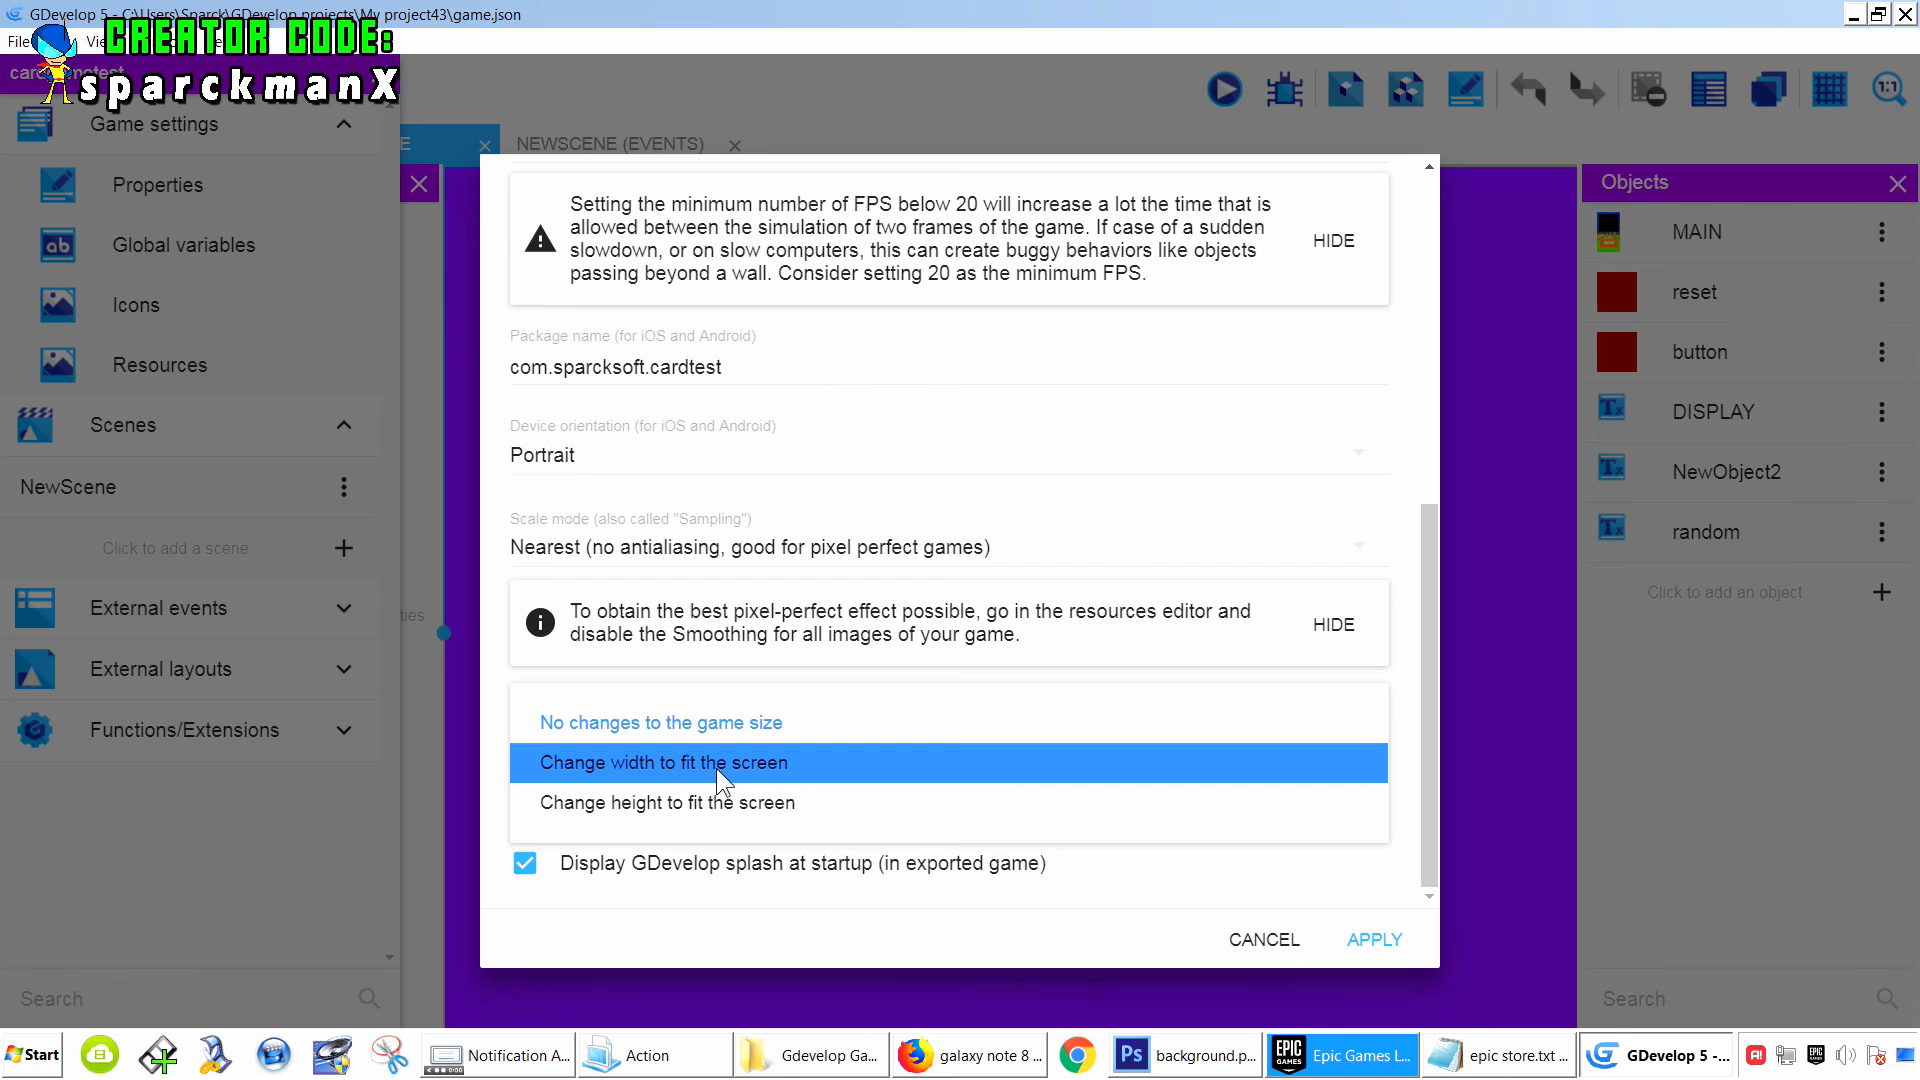 GDevelop 5 - C:\Users\Sparck\GDevelop projects\My project43\game.json
File
CREATOR CODE:
sparckmanX
Game settings
Properties
Global variables
Icons
Resources
Scenes
NewScene
Click to add a scene
External events
External layouts
Functions/Extensions
Search
E
NEWSCENE (EVENTS)
ties
Setting the minimum number of FPS below 20 will increase a lot the time that is
allowed between the simulation of two frames of the game. If case of a sudden
slowdown, or on slow computers, this can create buggy behaviors like objects
passing beyond a wall. Consider setting 20 as the minimum FPS.
HIDE
Package name (for iOS and Android)
com.sparcksoft.cardtest
Device orientation (for iOS and Android)
Portrait
Scale mode (also called "Sampling")
Nearest (no antialiasing, good for pixel perfect games)
To obtain the best pixel-perfect effect possible, go in the resources editor and
disable the Smoothing for all images of your game.
HIDE
No changes to the game size
Change width to fit the screen
Change height to fit the screen
Display GDevelop splash at startup (in exported game)
CANCEL
APPLY
1:1
Objects
MAIN
reset
button
DISPLAY
NewObject2
random
Click to add an object
Search
Start
Notification A...
Action
Gdevelop Ga...
galaxy note 8 ...
Ps
background.p...
EPIC
GAMES
Epic Games L...
epic store.txt ...
GDevelop 5 -...